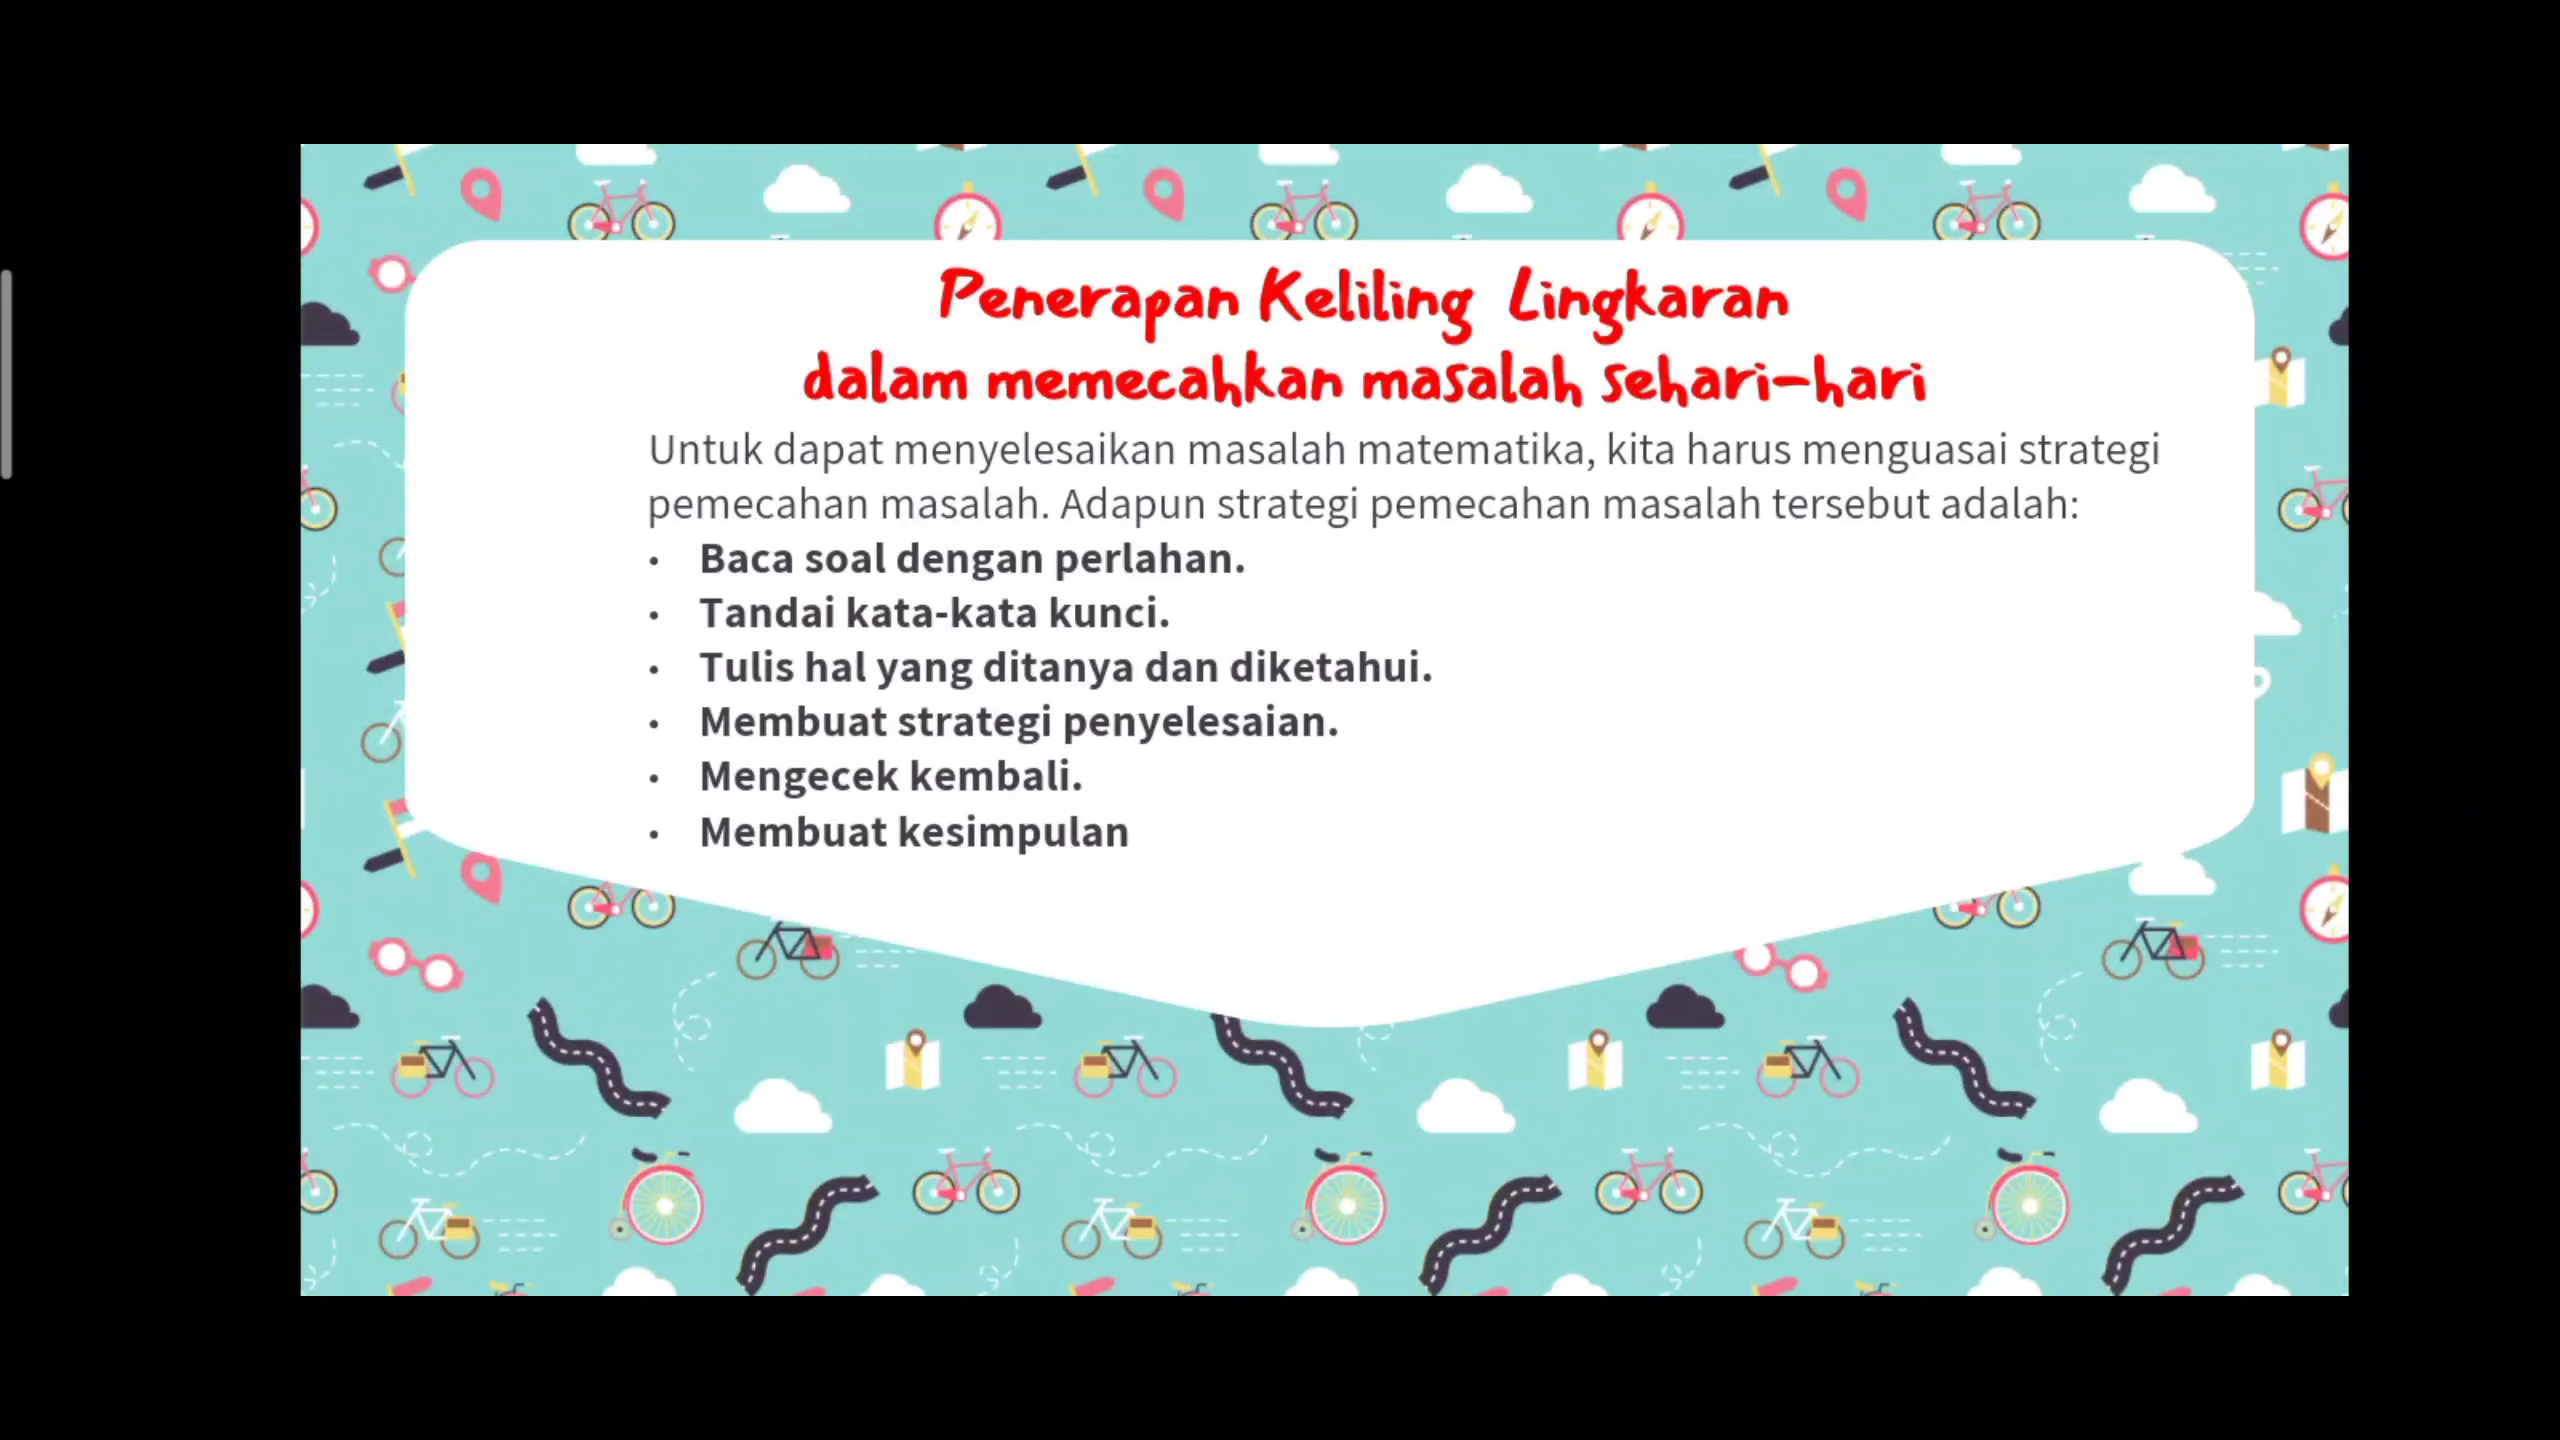 Penerapan Keliling Lingkaran
dalam memecahkan masalah sehari-hari
Untuk dapat menyelesaikan masalah matematika, kita harus menguasai strategi
pemecahan masalah. Adapun strategi pemecahan masalah tersebut adalah:
• Baca soal dengan perlahan.
• Tandai kata-kata kunci.
• Tulis hal yang ditanya dan diketahui.
• Membuat strategi penyelesaian.
• Mengecek kembali.
• Membuat kesimpulan